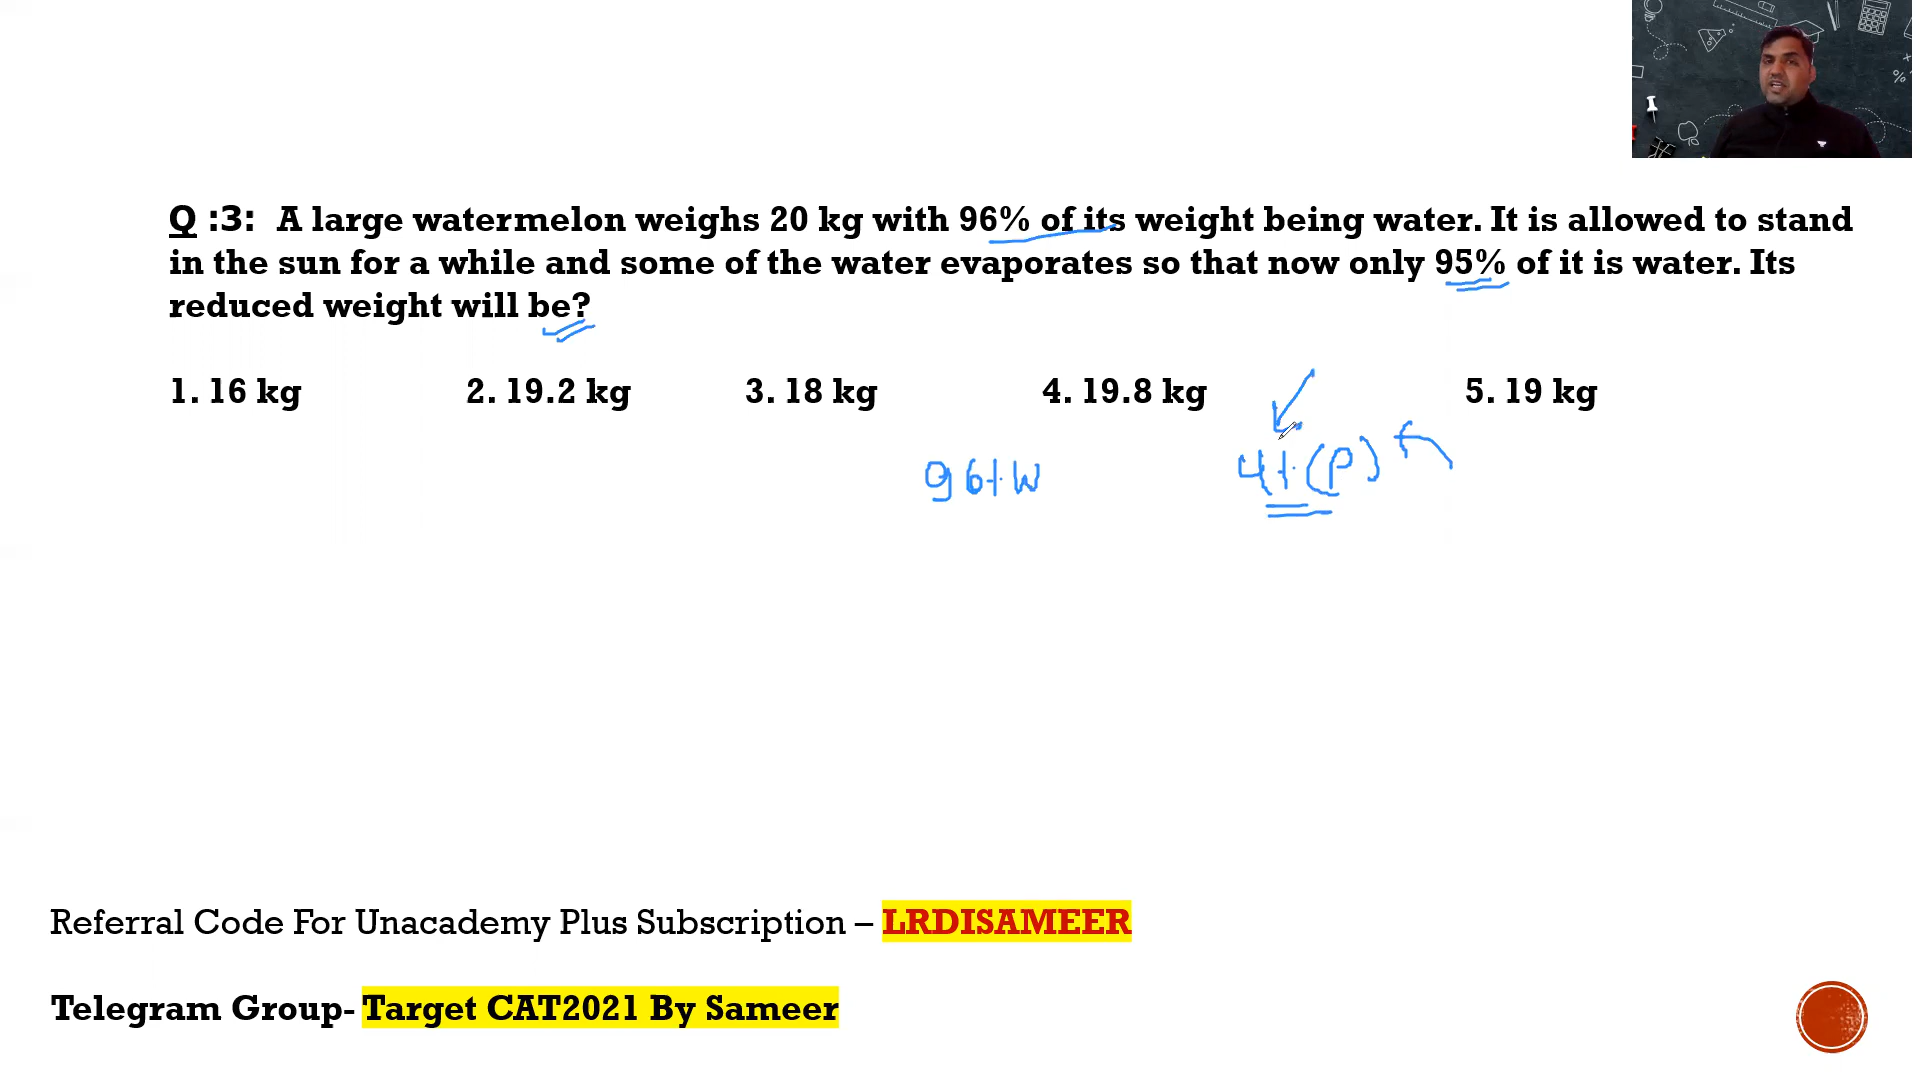 Q :3: A large watermelon weighs 20 kg with 96% of its weight being water. It is allowed to stand
in the sun for a while and some of the water evaporates so that now only 95% of it is water. Its
reduced weight will be?
1. 16 kg 2. 19.2 kg 3. 18 kg 4. 19.8 kg 5. 19 kg
96% W 4% (P)
Referral Code For Unacademy Plus Subscription – LRDISAMEER
Telegram Group- Target CAT2021 By Sameer